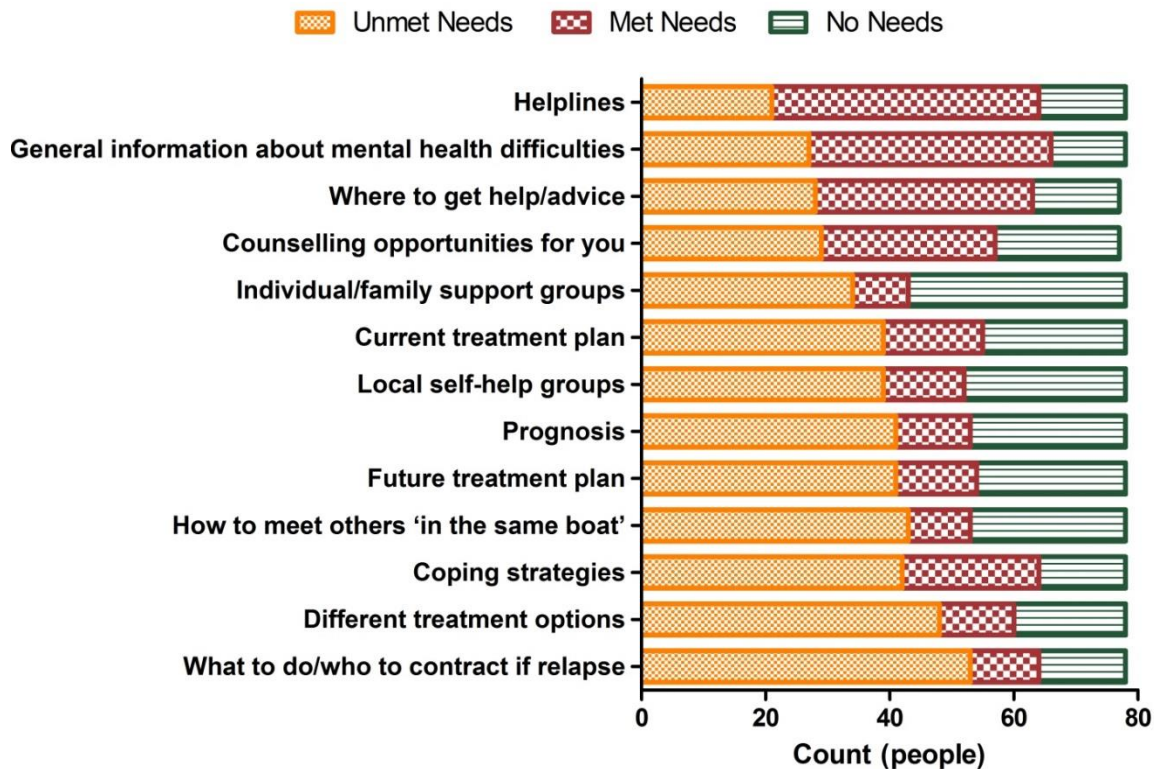 Unmet Needs Met Needs No Needs
Helplines
General information about mental health difficulties
Where to get help/advice
Counselling opportunities for you
Individual/family support groups
Current treatment plan
Local self-help groups
Prognosis
Future treatment plan
How to meet others ‘in the same boat’
Coping strategies
Different treatment options
What to do/who to contract if relapse
0 20 40 60 80
Count (people)